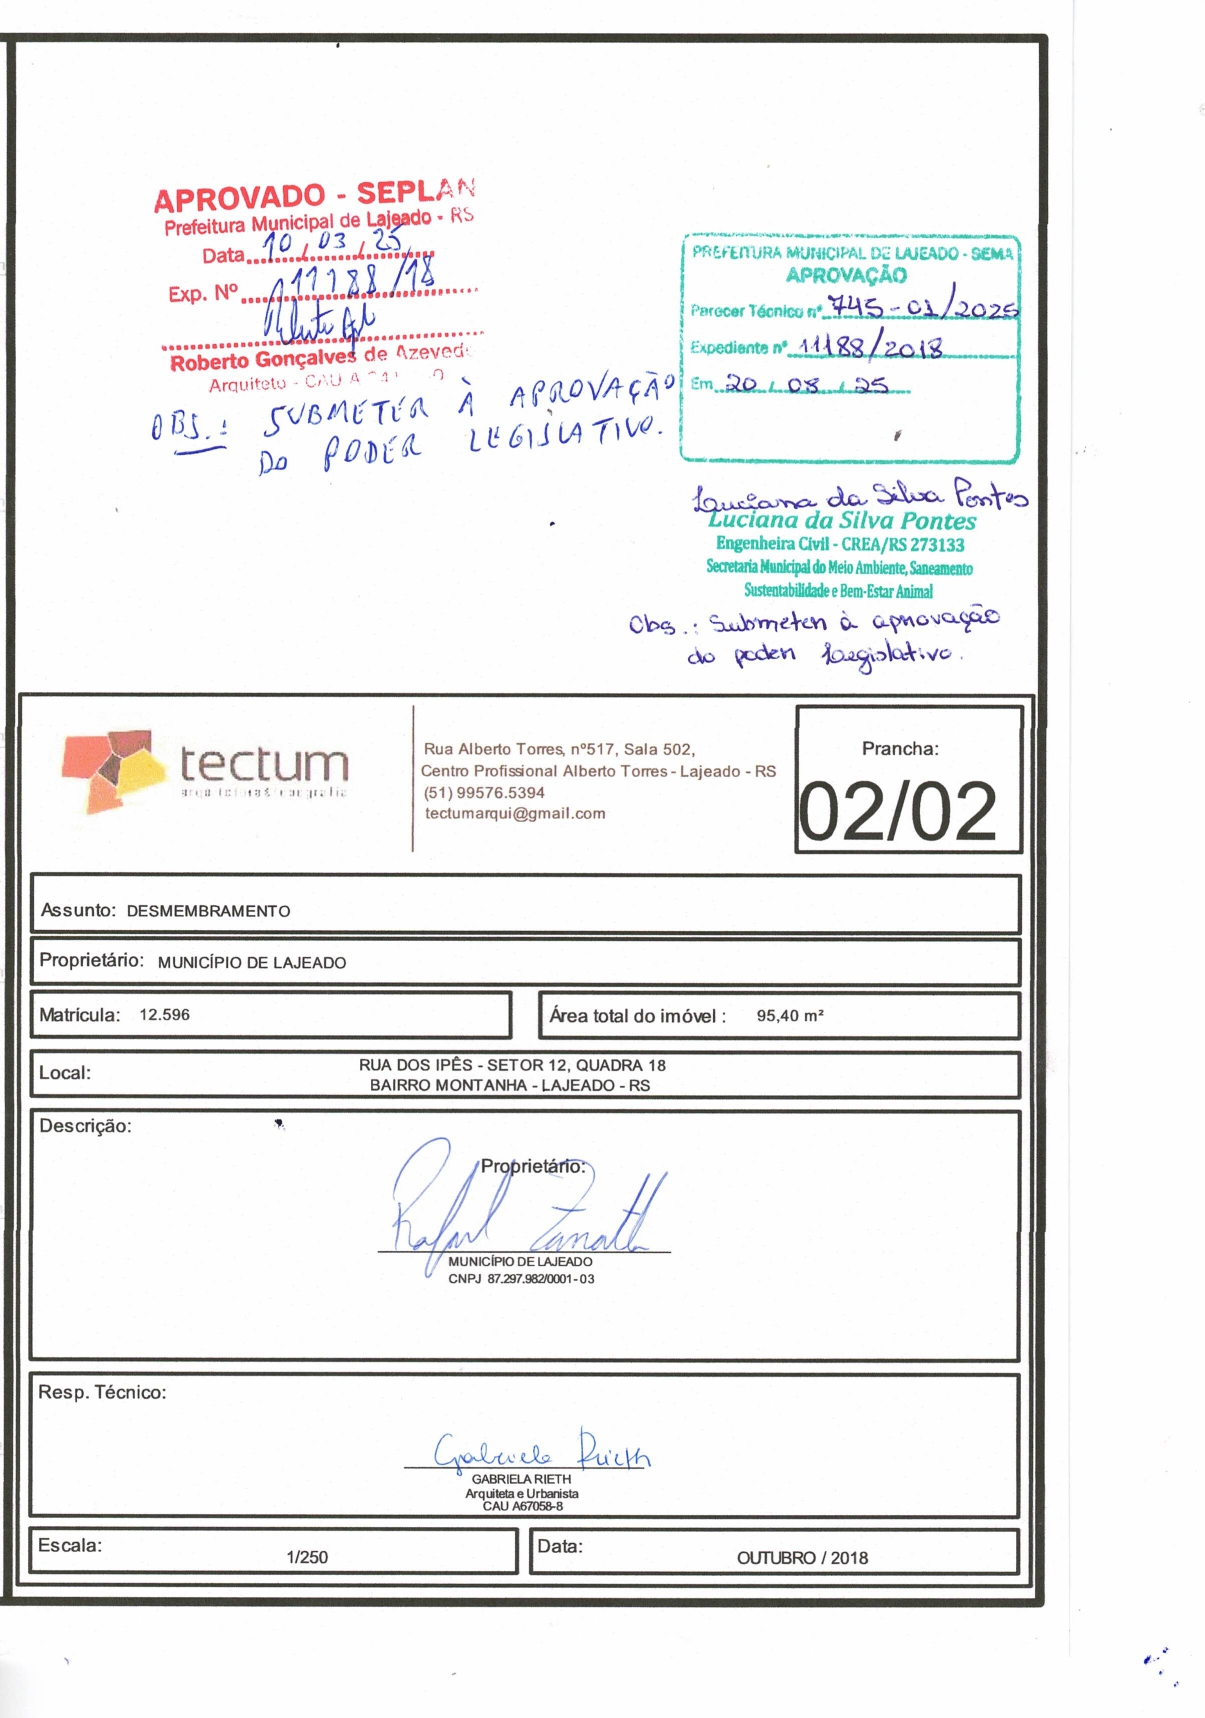 APROVADO - SEPLAN
Prefeitura Municipal de Lajeado - RS
Data 10 / 03 / 25
Exp. Nº 11188/18
Roberto Gonçalves de Azevedo
Arquiteto - CAU
OBS.: SUBMETER À APROVAÇÃO
DO PODER LEGISLATIVO.
PREFEITURA MUNICIPAL DE LAJEADO - SEMA
APROVAÇÃO
Parecer Técnico nº 745-01/2025
Expediente nº 11188/2018
Em 20 / 08 / 25
Luciana da Silva Pontes
Luciana da Silva Pontes
Engenheira Civil - CREA/RS 273133
Secretaria Municipal do Meio Ambiente, Saneamento
Sustentabilidade e Bem-Estar Animal
Obs.: Submeter à aprovação
do poder Legislativo.
tectum
Rua Alberto Torres, nº517, Sala 502,
Centro Profissional Alberto Torres - Lajeado - RS
(51) 99576.5394
tectumarqui@gmail.com
Prancha:
02/02
Assunto: DESMEMBRAMENTO
Proprietário: MUNICÍPIO DE LAJEADO
Matrícula: 12.596
Área total do imóvel : 95,40 m²
Local:
RUA DOS IPÊS - SETOR 12, QUADRA 18
BAIRRO MONTANHA - LAJEADO - RS
Descrição:
Proprietário:
Rafael Zanatta
MUNICÍPIO DE LAJEADO
CNPJ 87.297.982/0001-03
Resp. Técnico:
Gabriela Rieth
GABRIELA RIETH
Arquiteta e Urbanista
CAU A67058-8
Escala:
1/250
Data:
OUTUBRO / 2018